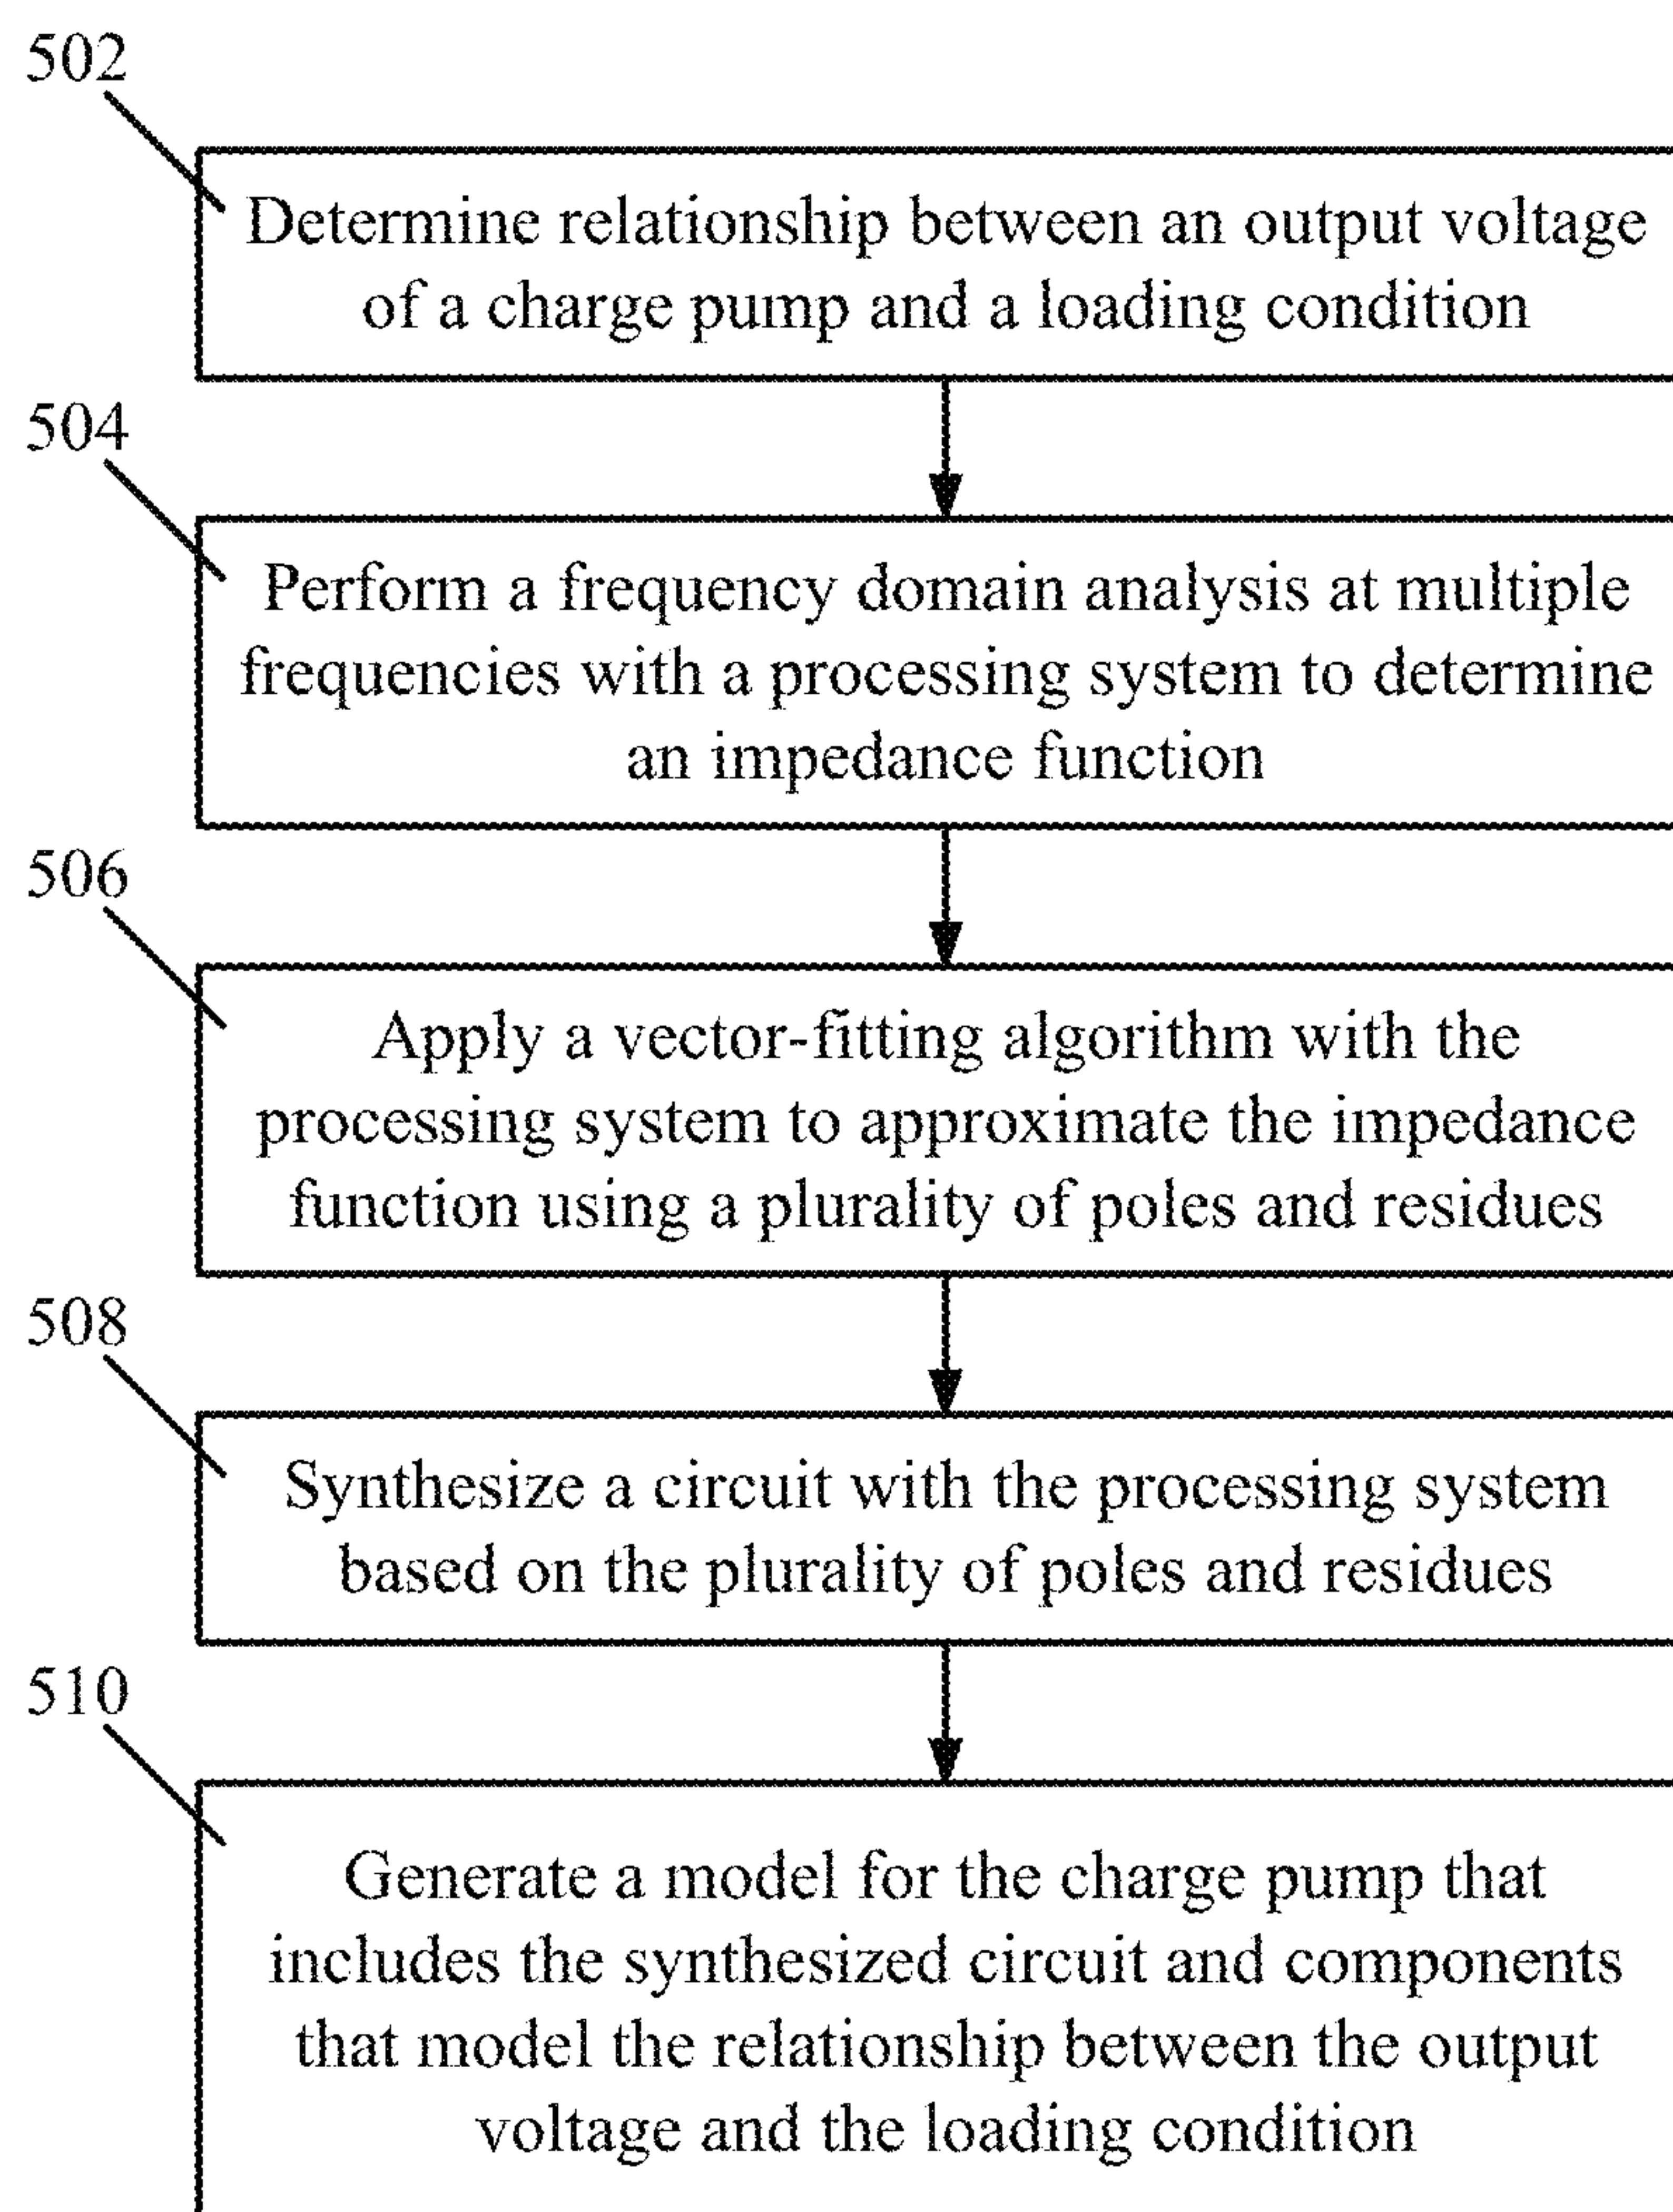 502
Determine relationship between an output voltage
of a charge pump and a loading condition
504
Perform a frequency domain analysis at multiple
frequencies with a processing system to determine
an impedance function
506
Apply a vector-fitting algorithm with the
processing system to approximate the impedance
function using a plurality of poles and residues
508
Synthesize a circuit with the processing system
based on the plurality of poles and residues
510
Generate a model for the charge pump that
includes the synthesized circuit and components
that model the relationship between the output
voltage and the loading condition